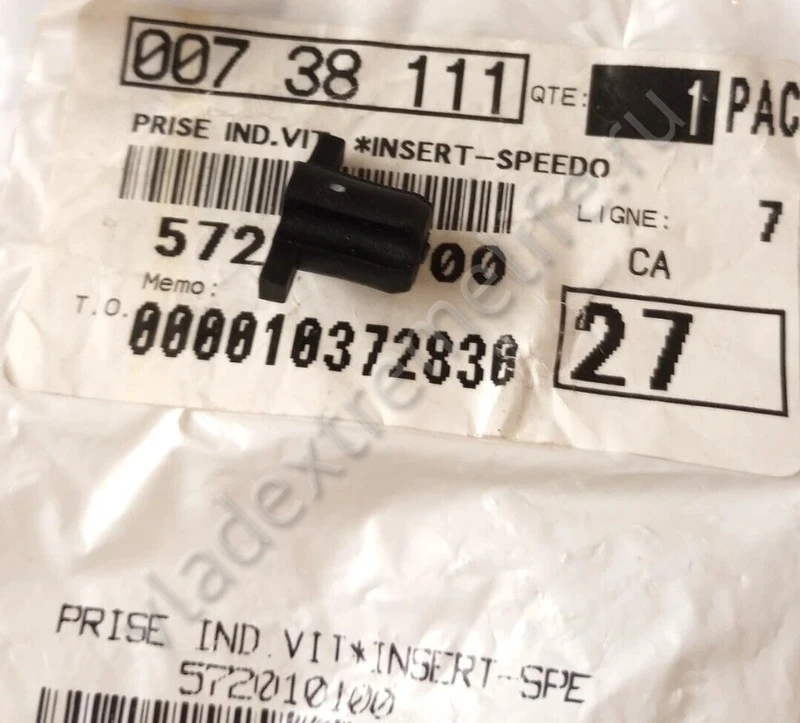 007 38 111 QTE: 1 PAC
PRISE IND.VIT *INSERT-SPEEDO
LIGNE: 7
572 00 CA
Memo:
T.O. 000010372830 27
vladextremelife.ru
PRISE IND.VIT*INSERT-SPE
572010100